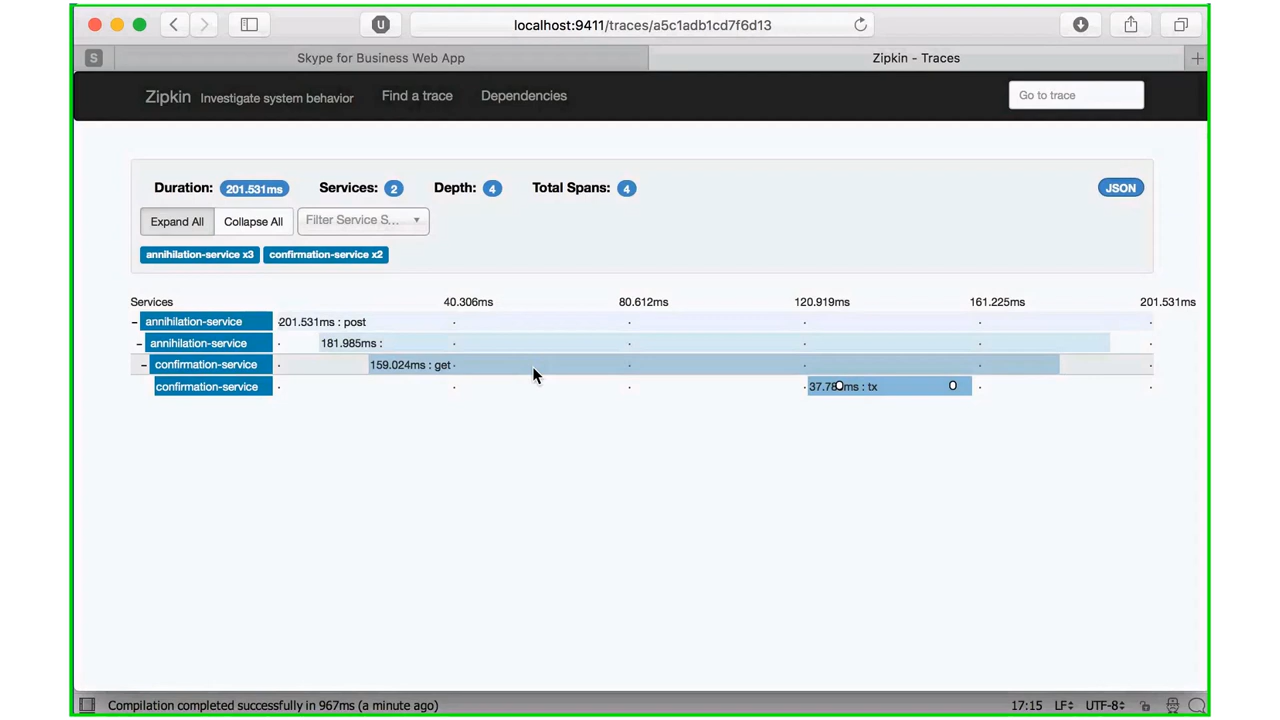 localhost:9411/traces/a5c1adb1cd7f6d13
S Skype for Business Web App Zipkin - Traces
Zipkin Investigate system behavior Find a trace Dependencies Go to trace
Duration: 201.531ms Services: 2 Depth: 4 Total Spans: 4 JSON
Expand All Collapse All Filter Service S...
annihilation-service x3 confirmation-service x2
Services 40.306ms 80.612ms 120.919ms 161.225ms 201.531ms
annihilation-service 201.531ms : post
annihilation-service 181.985ms :
confirmation-service 159.024ms : get
confirmation-service ms : tx
Compilation completed successfully in 967ms (a minute ago) 17:15 LF UTF-8